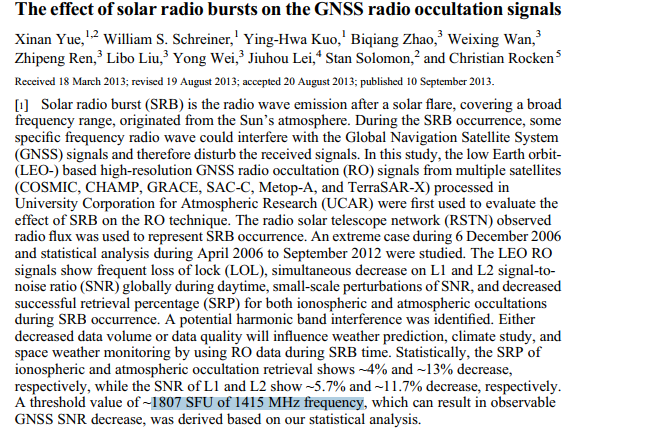 The effect of solar radio bursts on the GNSS radio occultation signals
Xinan Yue,1,2 William S. Schreiner,1 Ying-Hwa Kuo,1 Biqiang Zhao,3 Weixing Wan,3
Zhipeng Ren,3 Libo Liu,3 Yong Wei,3 Jiuhou Lei,4 Stan Solomon,2 and Christian Rocken5
Received 18 March 2013; revised 19 August 2013; accepted 20 August 2013; published 10 September 2013.
[1] Solar radio burst (SRB) is the radio wave emission after a solar flare, covering a broad
frequency range, originated from the Sun's atmosphere. During the SRB occurrence, some
specific frequency radio wave could interfere with the Global Navigation Satellite System
(GNSS) signals and therefore disturb the received signals. In this study, the low Earth orbit-
(LEO-) based high-resolution GNSS radio occultation (RO) signals from multiple satellites
(COSMIC, CHAMP, GRACE, SAC-C, Metop-A, and TerraSAR-X) processed in
University Corporation for Atmospheric Research (UCAR) were first used to evaluate the
effect of SRB on the RO technique. The radio solar telescope network (RSTN) observed
radio flux was used to represent SRB occurrence. An extreme case during 6 December 2006
and statistical analysis during April 2006 to September 2012 were studied. The LEO RO
signals show frequent loss of lock (LOL), simultaneous decrease on L1 and L2 signal-to-
noise ratio (SNR) globally during daytime, small-scale perturbations of SNR, and decreased
successful retrieval percentage (SRP) for both ionospheric and atmospheric occultations
during SRB occurrence. A potential harmonic band interference was identified. Either
decreased data volume or data quality will influence weather prediction, climate study, and
space weather monitoring by using RO data during SRB time. Statistically, the SRP of
ionospheric and atmospheric occultation retrieval shows ~4% and ~13% decrease,
respectively, while the SNR of L1 and L2 show ~5.7% and ~11.7% decrease, respectively.
A threshold value of ~1807 SFU of 1415 MHz frequency, which can result in observable
GNSS SNR decrease, was derived based on our statistical analysis.